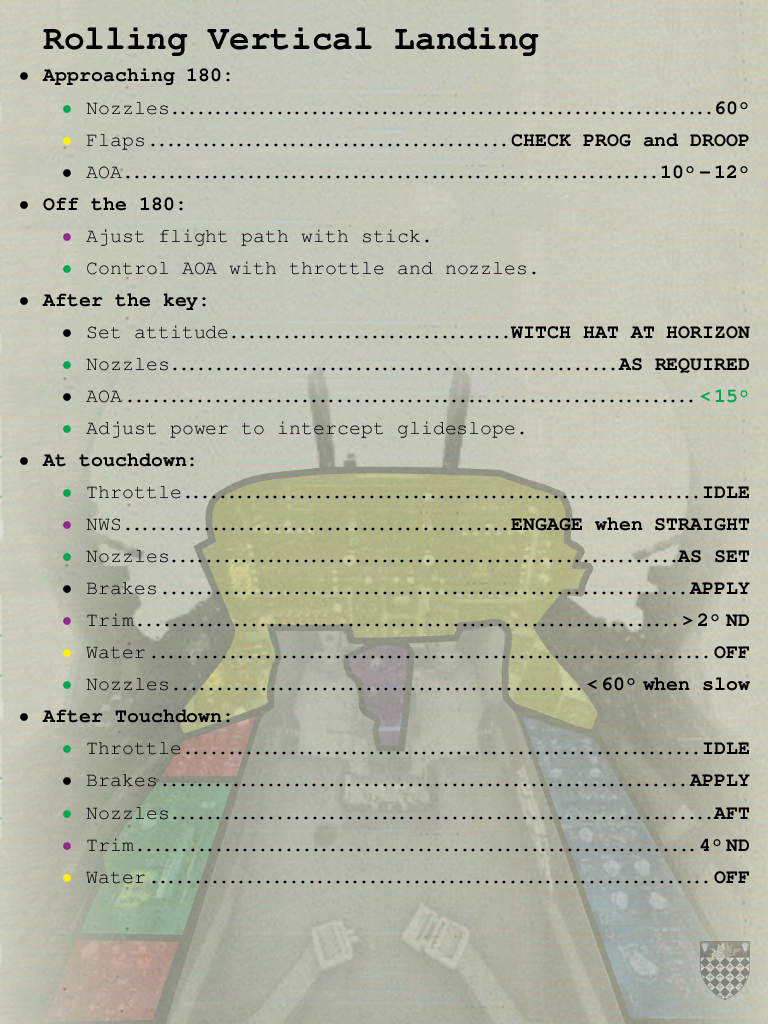 Rolling Vertical Landing
● Approaching 180:
● Nozzles...............................................................60°
● Flaps..........................................CHECK PROG and DROOP
● AOA..............................................................10°–12°
● Off the 180:
● Ajust flight path with stick.
● Control AOA with throttle and nozzles.
● After the key:
● Set attitude................................WITCH HAT AT HORIZON
● Nozzles....................................................AS REQUIRED
● AOA..................................................................<15°
● Adjust power to intercept glideslope.
● At touchdown:
● Throttle............................................................IDLE
● NWS.............................................ENGAGE when STRAIGHT
● Nozzles...........................................................AS SET
● Brakes.............................................................APPLY
● Trim...............................................................>2° ND
● Water.................................................................OFF
● Nozzles................................................<60° when slow
● After Touchdown:
● Throttle............................................................IDLE
● Brakes.............................................................APPLY
● Nozzles...............................................................AFT
● Trim.................................................................4° ND
● Water.................................................................OFF